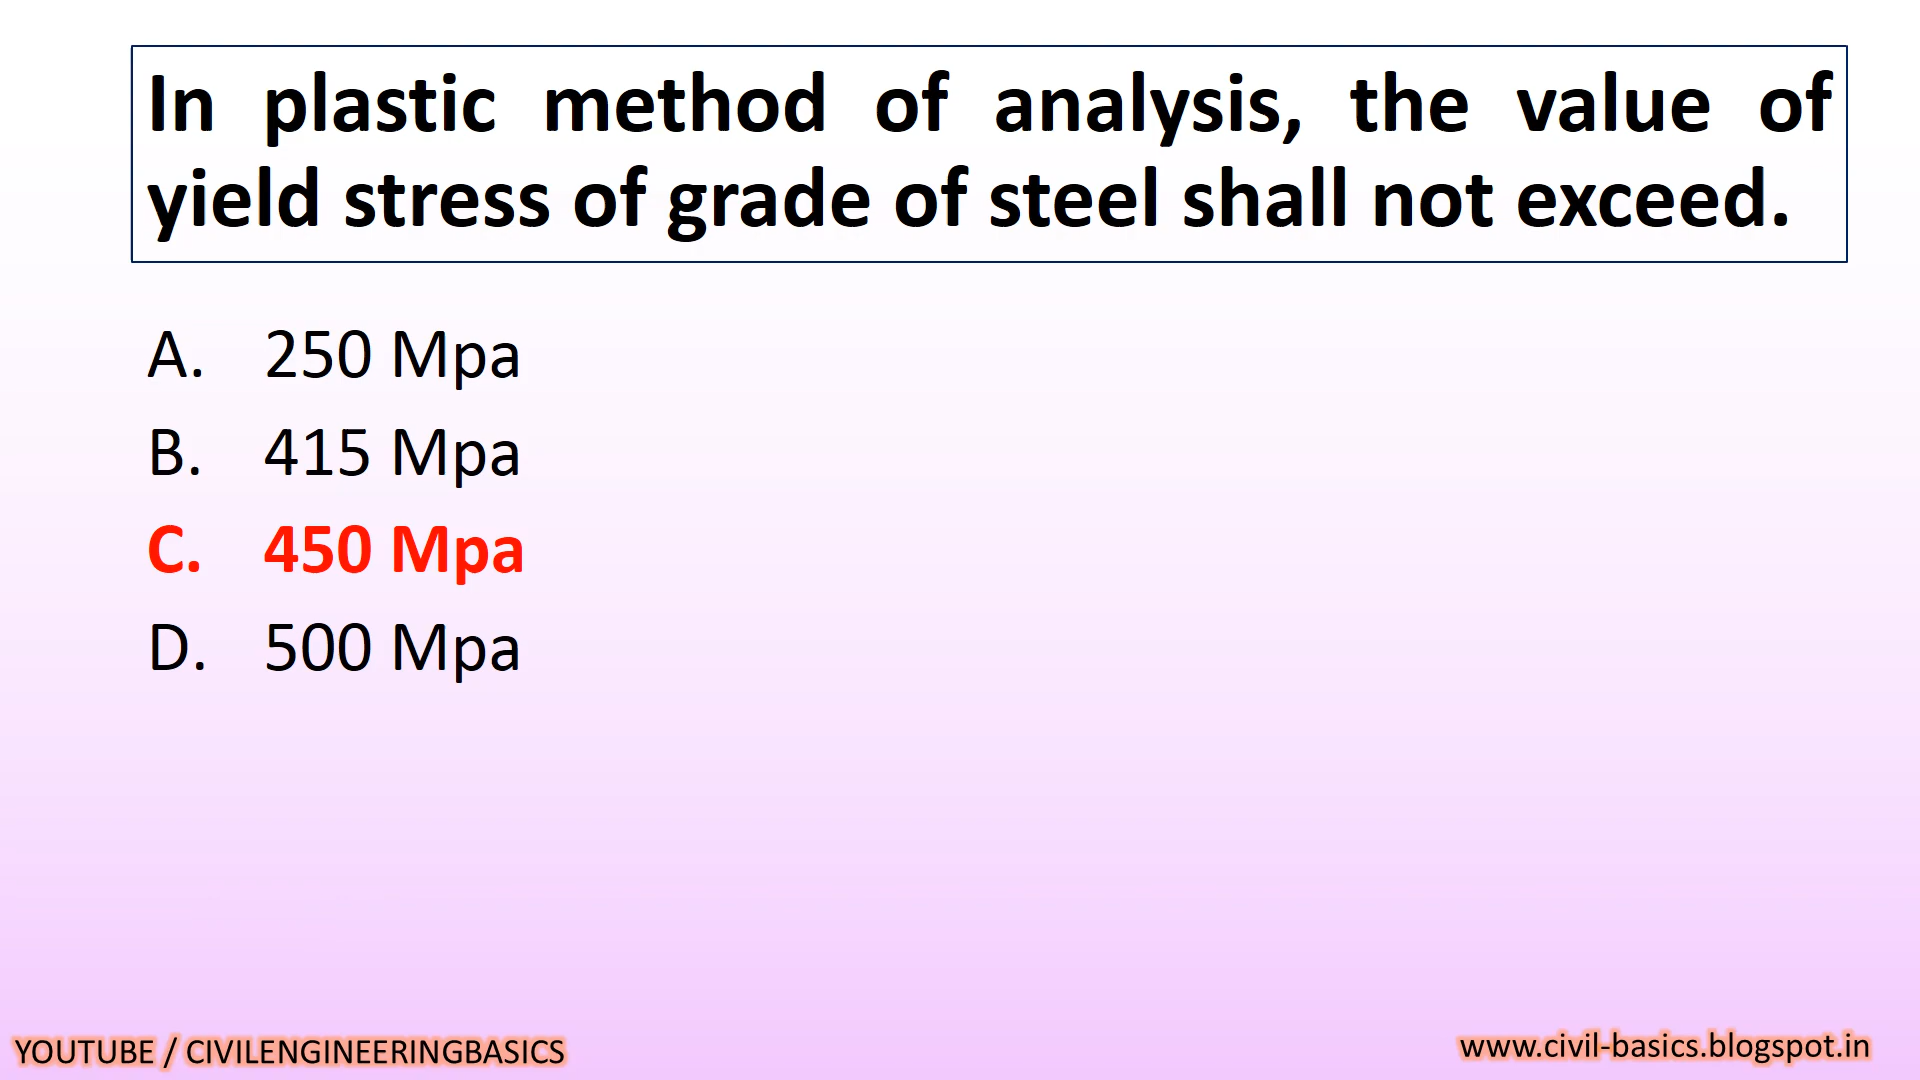 In plastic method of analysis, the value of
yield stress of grade of steel shall not exceed.
A. 250 Mpa
B. 415 Mpa
C. 450 Mpa
D. 500 Mpa
YOUTUBE / CIVILENGINEERINGBASICS
www.civil-basics.blogspot.in